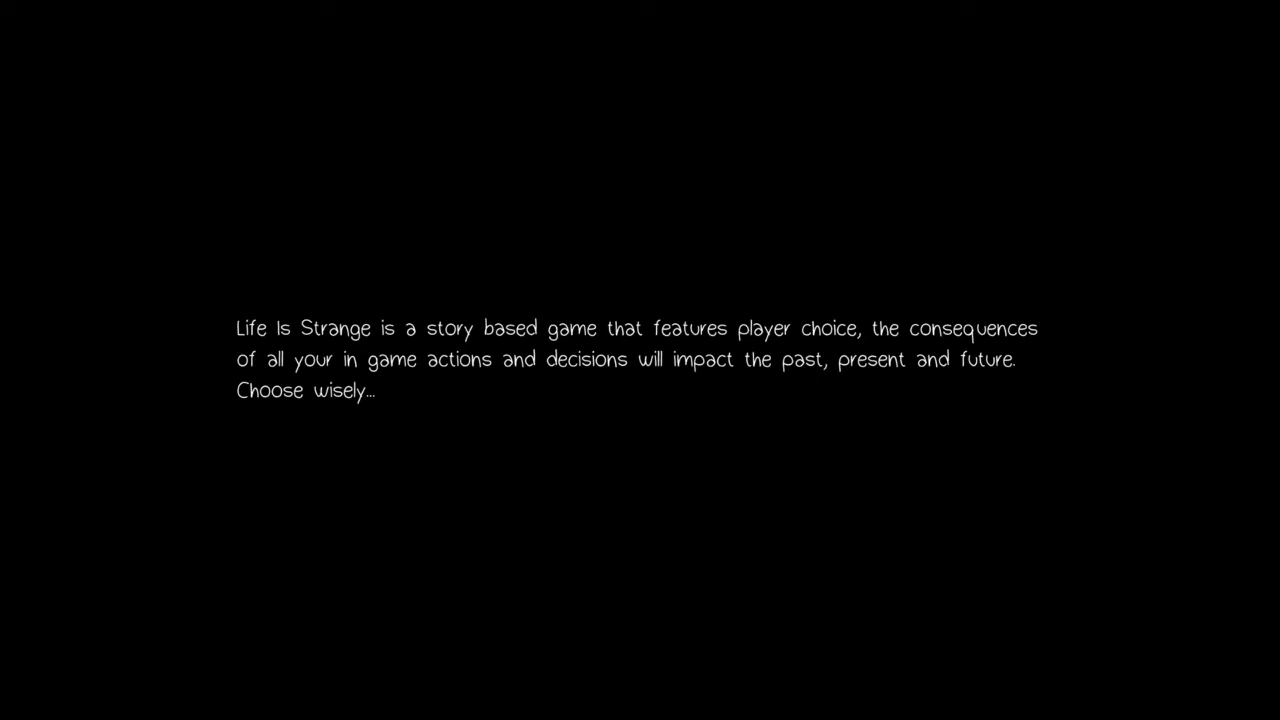 Life Is Strange is a story based game that features player choice, the consequences
of all your in game actions and decisions will impact the past, present and future.
Choose wisely...